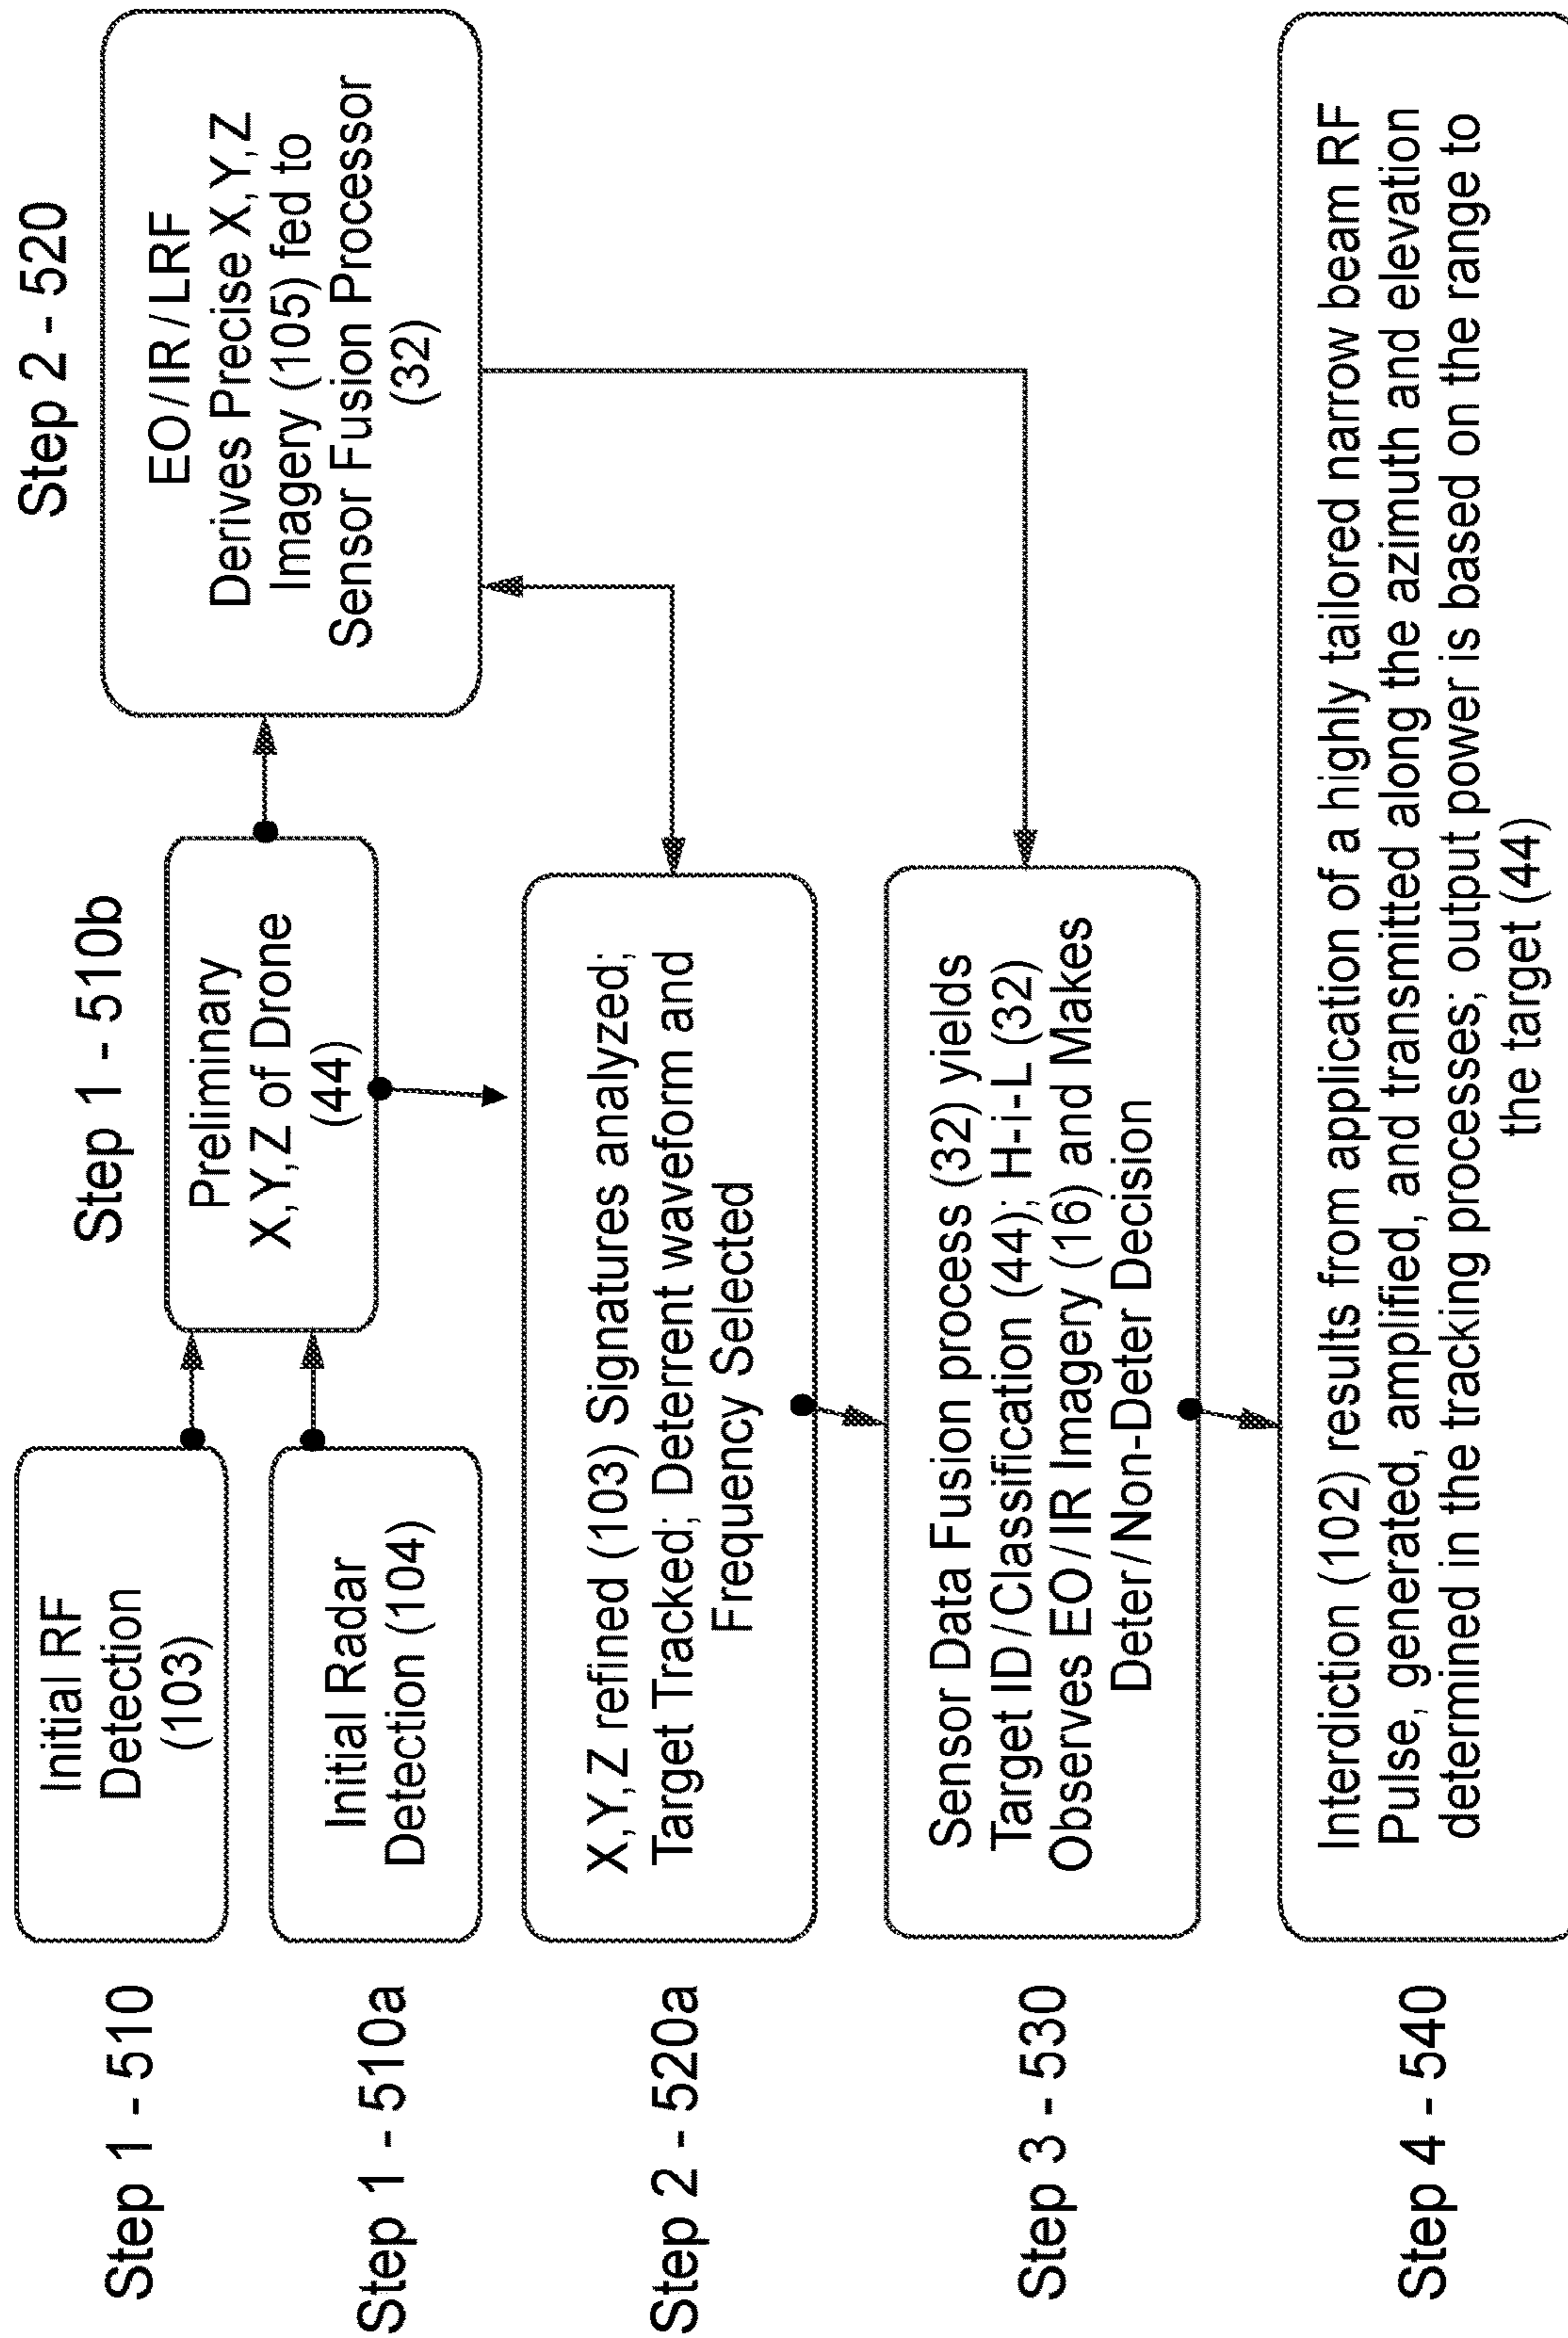 Step 1 - 510
Initial RF
Detection
(103)
Step 1 - 510a
Initial Radar
Detection (104)
Step 1 - 510b
Preliminary
X,Y,Z of Drone
(44)
Step 2 - 520
EO/IR/LRF
Derives Precise X,Y,Z
Imagery (105) fed to
Sensor Fusion Processor
(32)
Step 2 - 520a
X,Y,Z refined (103) Signatures analyzed;
Target Tracked; Deterrent waveform and
Frequency Selected
Step 3 - 530
Sensor Data Fusion process (32) yields
Target ID/Classification (44); H-i-L (32)
Observes EO/IR Imagery (16) and Makes
Deter/Non-Deter Decision
Step 4 - 540
Interdiction (102) results from application of a highly tailored narrow beam RF
Pulse, generated, amplified, and transmitted along the azimuth and elevation
determined in the tracking processes; output power is based on the range to
the target (44)